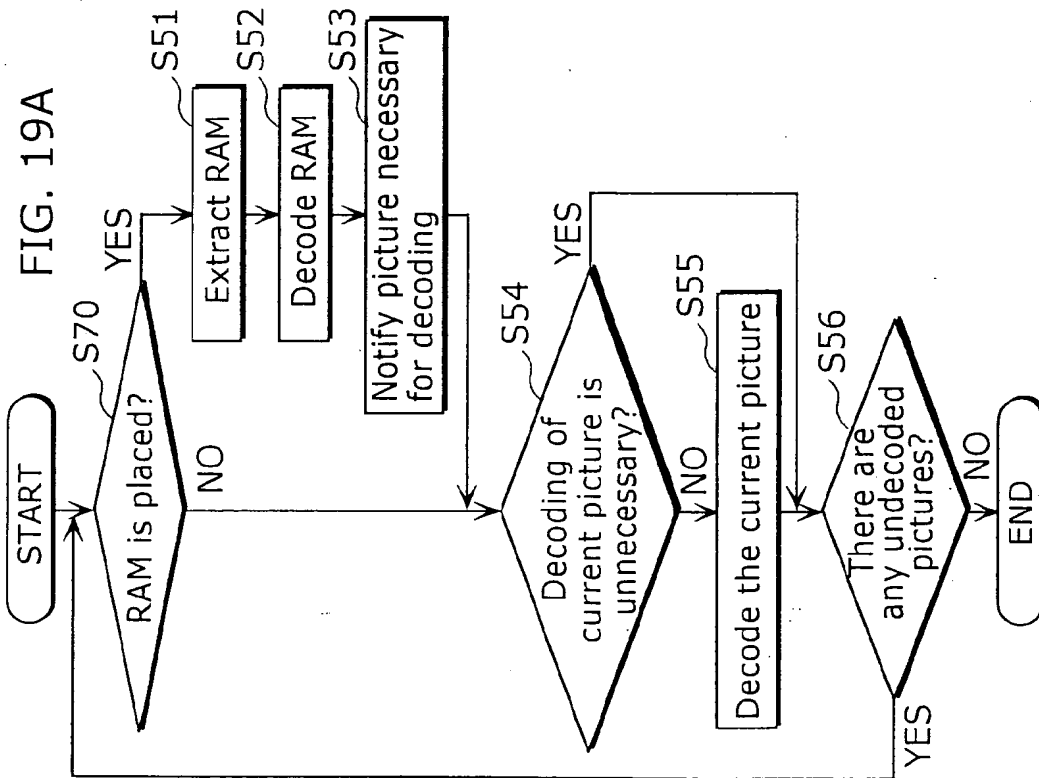 FIG. 19A
START
S70
RAM is placed?
YES
NO
S51
Extract RAM
S52
Decode RAM
S53
Notify picture necessary
for decoding
S54
Decoding of
current picture is
unnecessary?
YES
NO
S55
Decode the current picture
S56
There are
any undecoded
pictures?
YES
NO
END